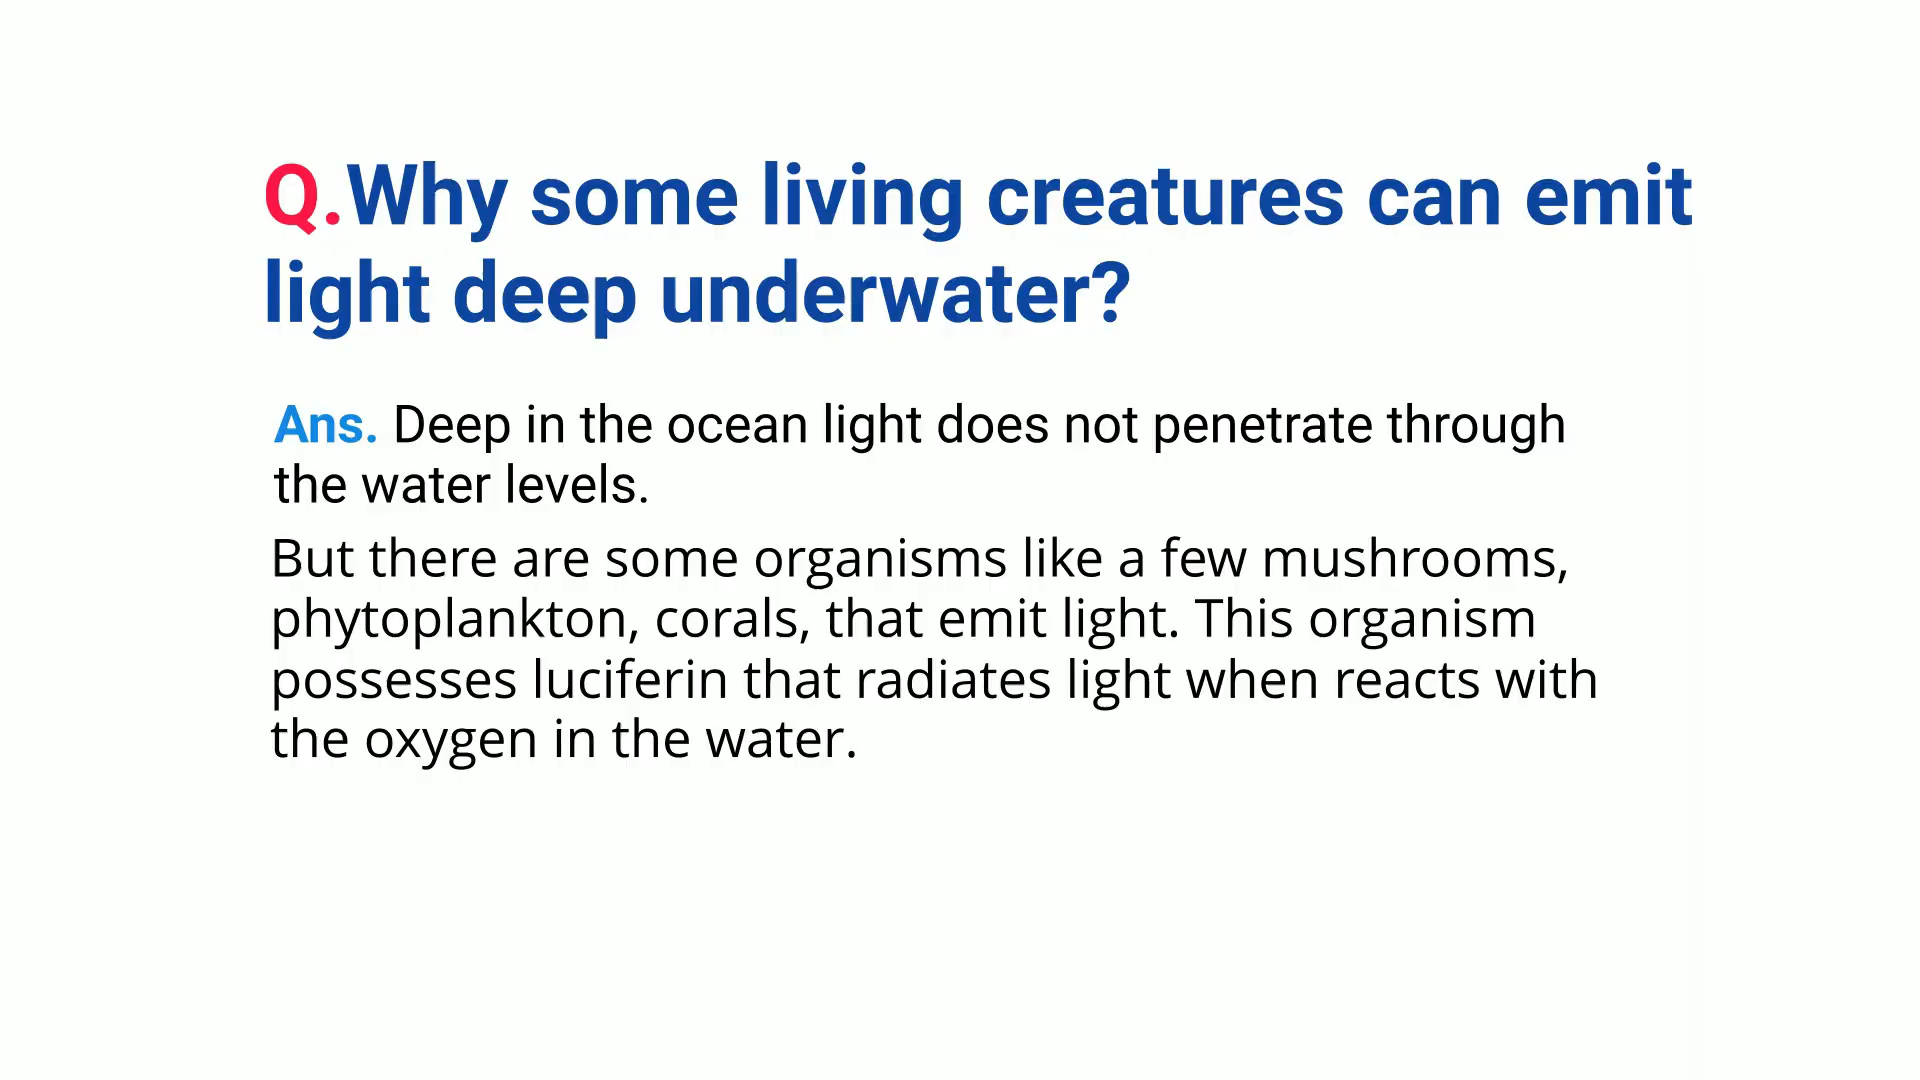 Q.Why some living creatures can emit
light deep underwater?
Ans. Deep in the ocean light does not penetrate through
the water levels.
But there are some organisms like a few mushrooms,
phytoplankton, corals, that emit light. This organism
possesses luciferin that radiates light when reacts with
the oxygen in the water.